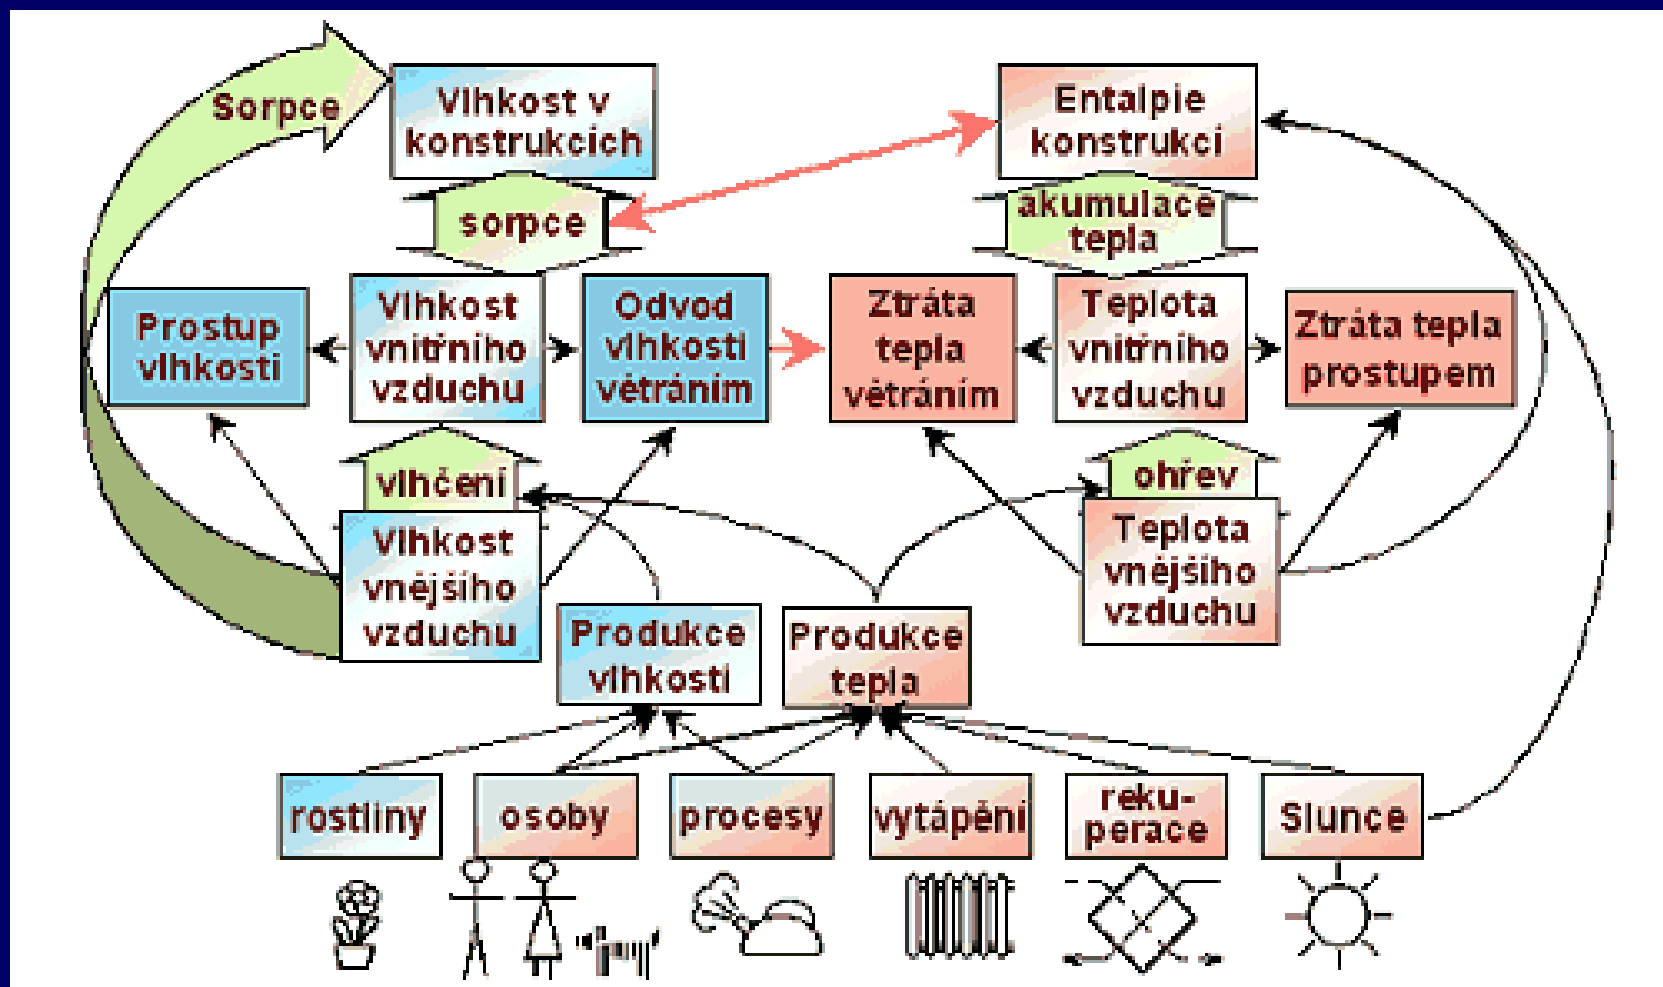 Sorpce
Vlhkost v
konstrukcích
Entalpie
konstrukcí
sorpce
akumulace
tepla
Prostup
vlhkosti
Vlhkost
vnitřního
vzduchu
Odvod
vlhkosti
větráním
Ztráta
tepla
větráním
Teplota
vnitřního
vzduchu
Ztráta tepla
prostupem
vlhčení
ohřev
Vlhkost
vnějšího
vzduchu
Teplota
vnějšího
vzduchu
Produkce
vlhkosti
Produkce
tepla
rostliny
osoby
procesy
vytápění
reku-
perace
Slunce